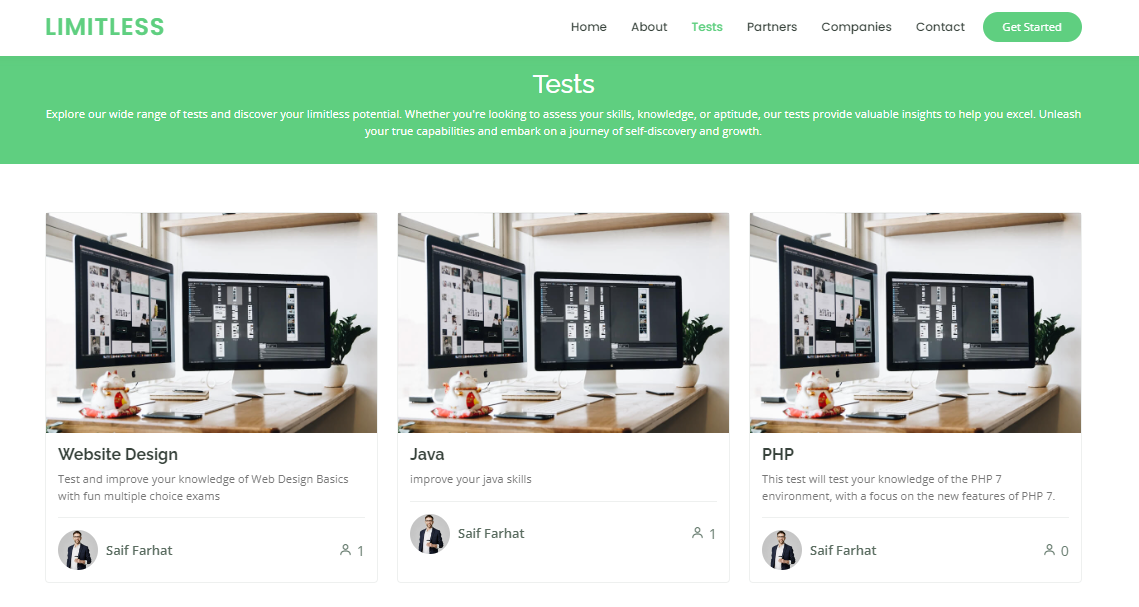 LIMITLESS
Home About Tests Partners Companies Contact Get Started
Tests
Explore our wide range of tests and discover your limitless potential. Whether you're looking to assess your skills, knowledge, or aptitude, our tests provide valuable insights to help you excel. Unleash
your true capabilities and embark on a journey of self-discovery and growth.
Website Design
Test and improve your knowledge of Web Design Basics
with fun multiple choice exams
Saif Farhat 1
Java
improve your java skills
Saif Farhat 1
PHP
This test will test your knowledge of the PHP 7
environment, with a focus on the new features of PHP 7.
Saif Farhat 0